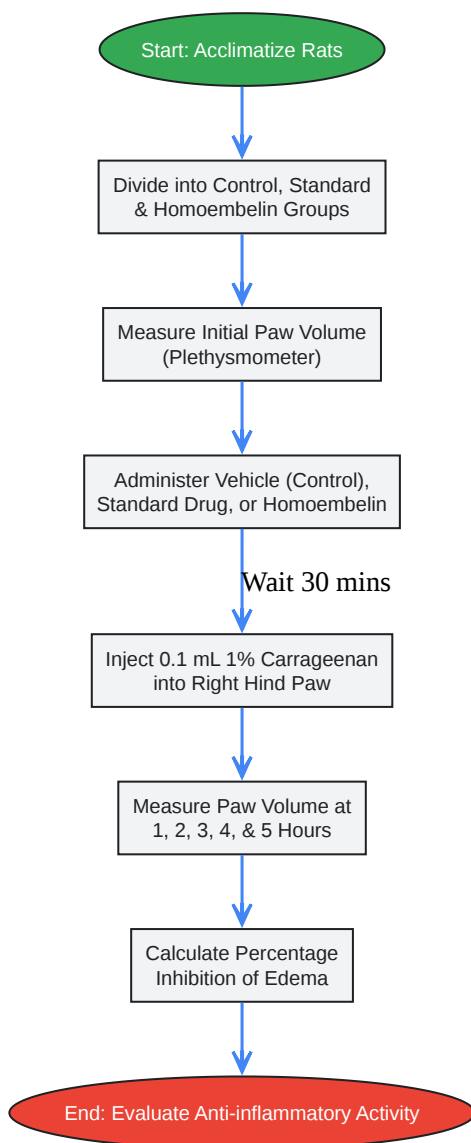 Start: Acclimatize Rats
Divide into Control, Standard
& Homoembelin Groups
Measure Initial Paw Volume
(Plethysmometer)
Administer Vehicle (Control),
Standard Drug, or Homoembelin
Wait 30 mins
Inject 0.1 mL 1% Carrageenan
into Right Hind Paw
Measure Paw Volume at
1, 2, 3, 4, & 5 Hours
Calculate Percentage
Inhibition of Edema
End: Evaluate Anti-inflammatory Activity